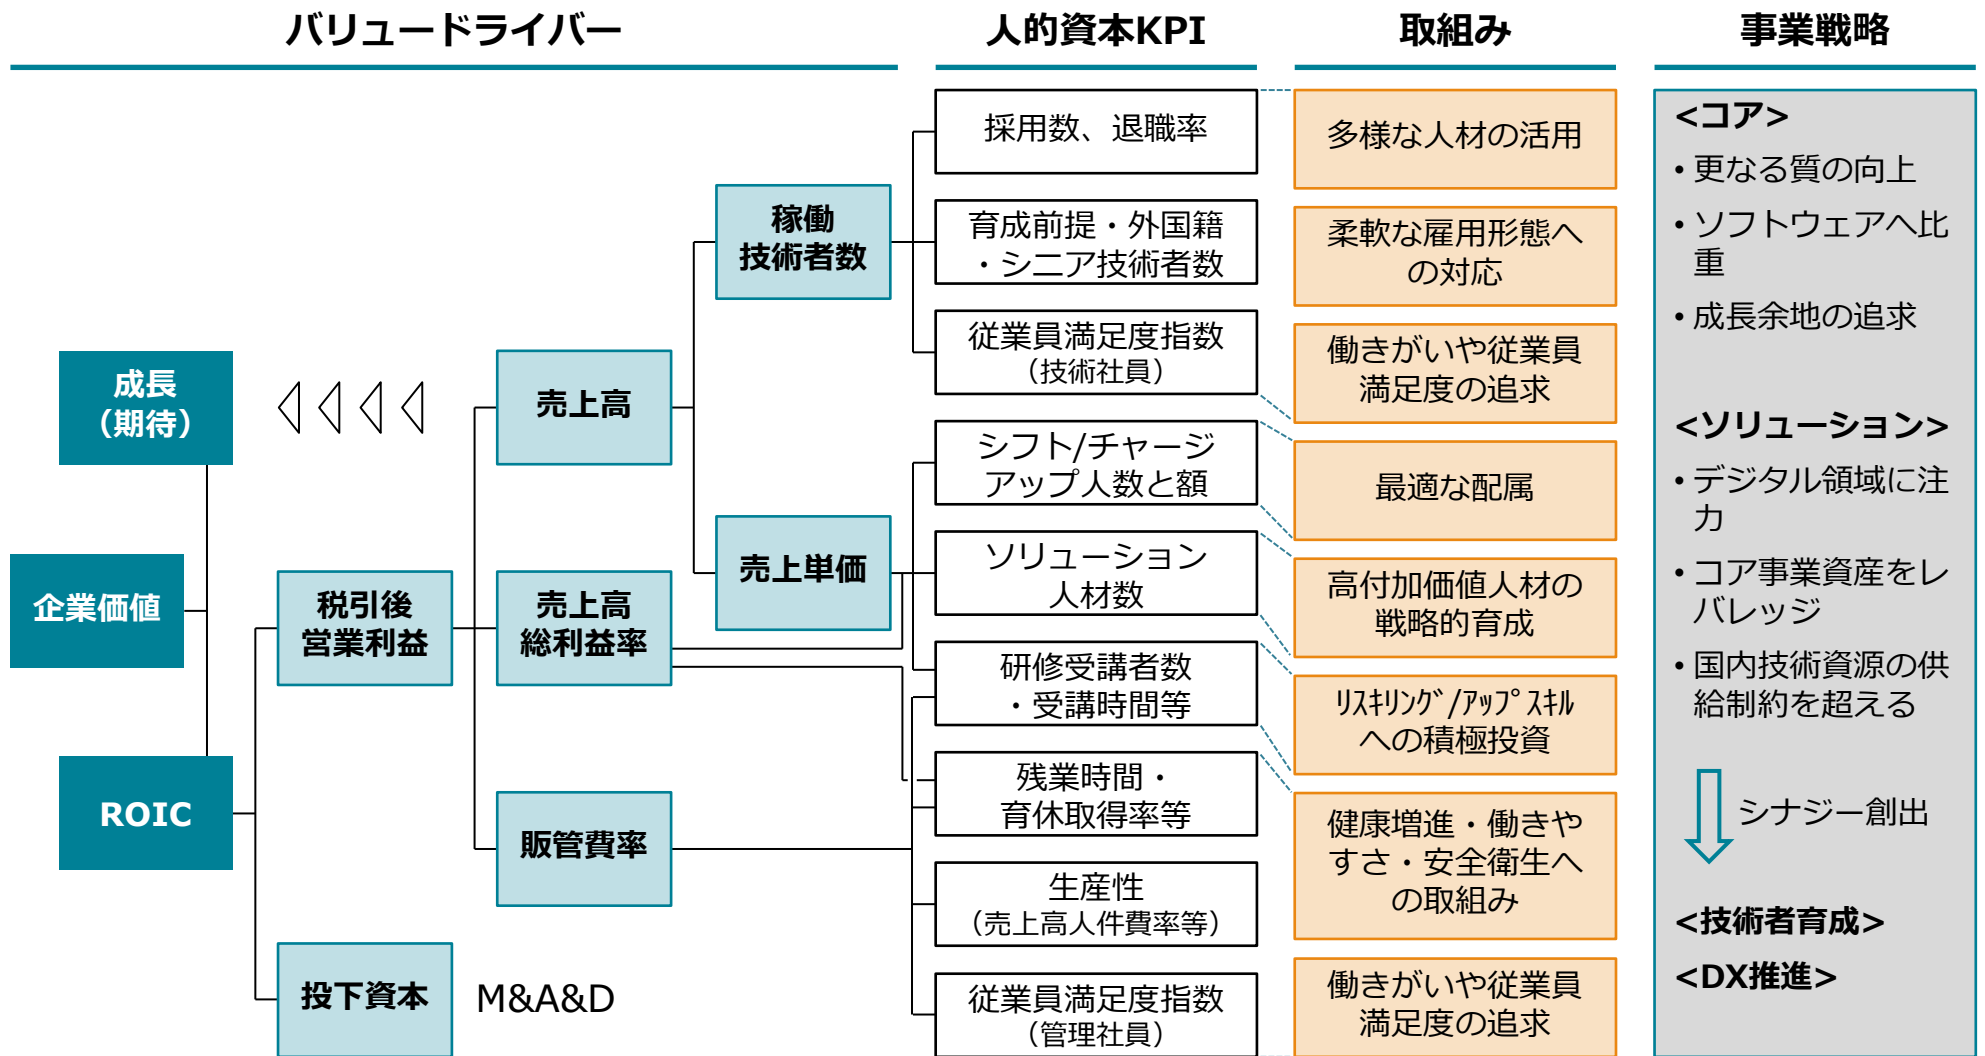 バリュードライバー
人的資本KPI
取組み
事業戦略
成長
（期待）
企業価値
ROIC
税引後
営業利益
投下資本
M&A&D
売上高
売上高
総利益率
販管費率
稼働
技術者数
売上単価
採用数、退職率
育成前提・外国籍
・シニア技術者数
従業員満足度指数
（技術社員）
シフト/チャージ
アップ人数と額
ソリューション
人材数
研修受講者数
・受講時間等
残業時間・
育休取得率等
生産性
（売上高人件費率等）
従業員満足度指数
（管理社員）
多様な人材の活用
柔軟な雇用形態へ
の対応
働きがいや従業員
満足度の追求
最適な配属
高付加価値人材の
戦略的育成
ﾘｽｷﾘﾝｸﾞ/ｱｯﾌﾟｽｷﾙ
への積極投資
健康増進・働きや
すさ・安全衛生へ
の取組み
働きがいや従業員
満足度の追求
<コア>
• 更なる質の向上
• ソフトウェアへ比
重
• 成長余地の追求
<ソリューション>
• デジタル領域に注
力
• コア事業資産をレ
バレッジ
• 国内技術資源の供
給制約を超える
シナジー創出
<技術者育成>
<DX推進>